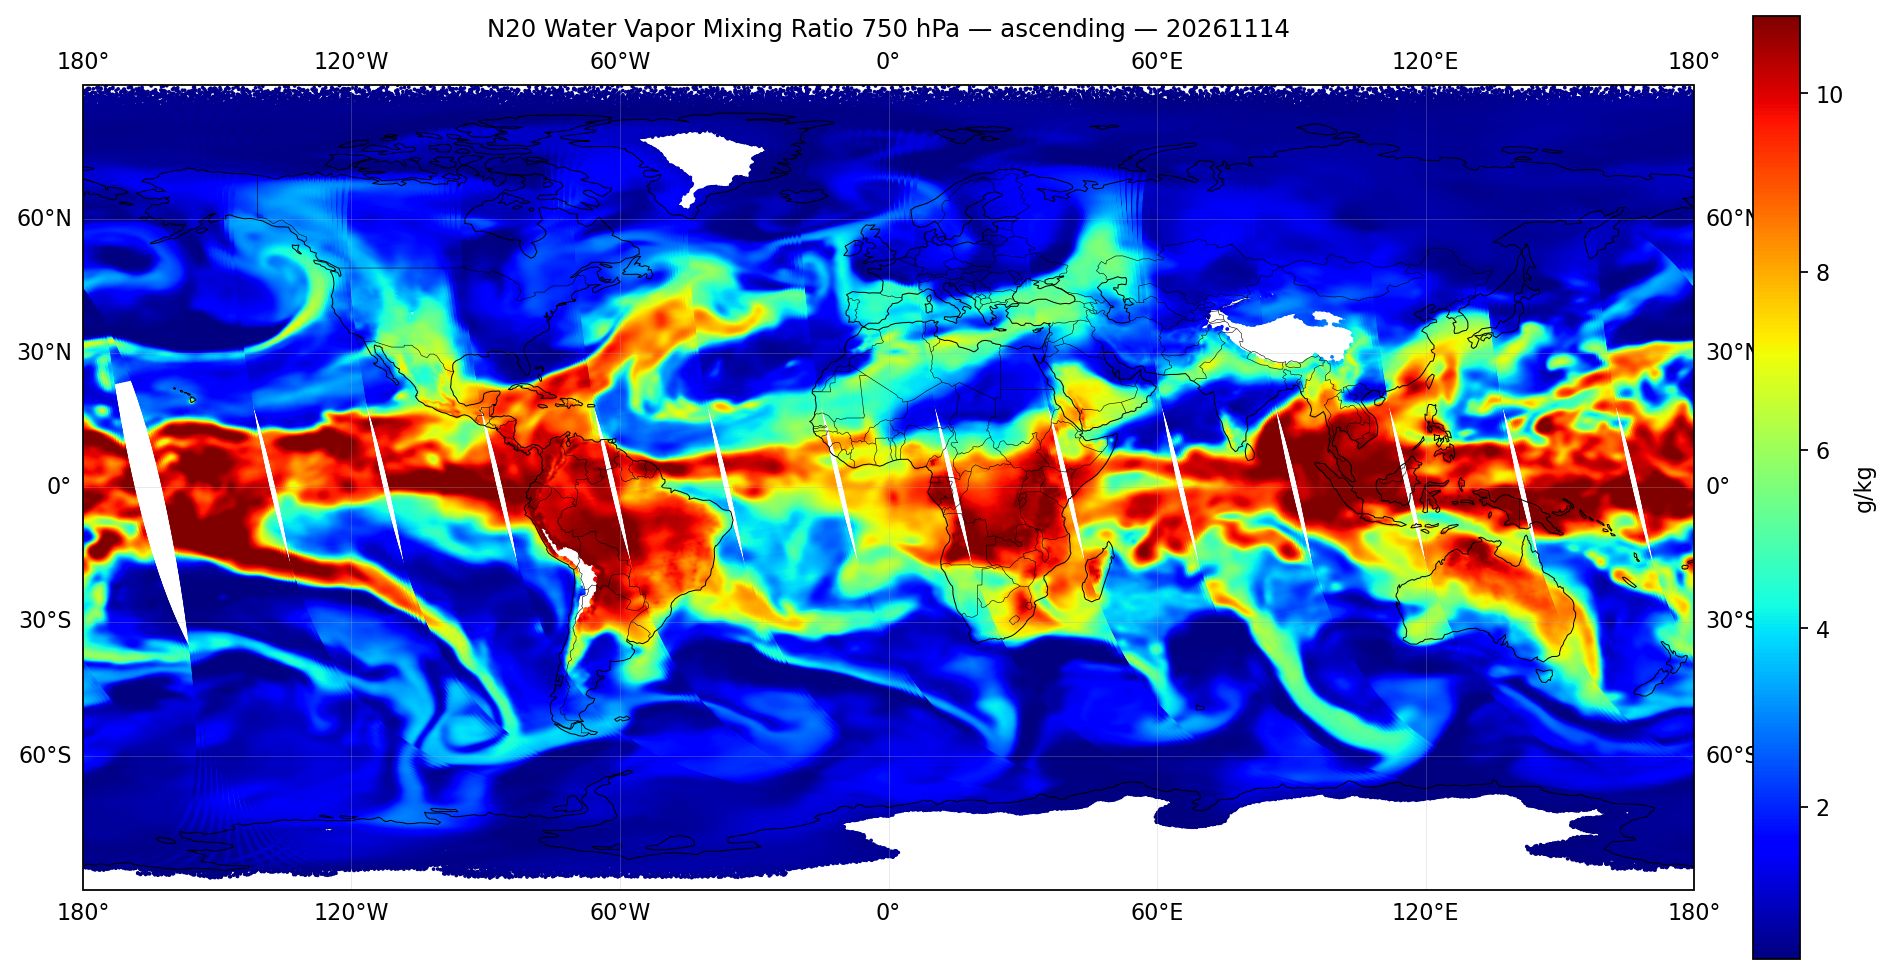 N20 Water Vapor Mixing Ratio 750 hPa — ascending — 20261114
180° 120°W 60°W 0° 60°E 120°E 180°
60°N 60°N
30°N 30°N
0° 0°
30°S 30°S
60°S 60°S
180° 120°W 60°W 0° 60°E 120°E 180°
10
8
6
4
2
g/kg